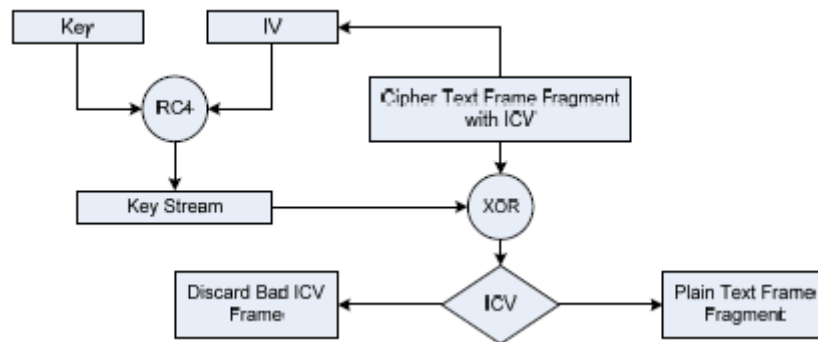 Key
IV
RC4
Cipher Text Frame Fragment
with ICV
Key Stream
XOR
Discard Bad ICV
Frame
ICV
Plain Text Frame
Fragment